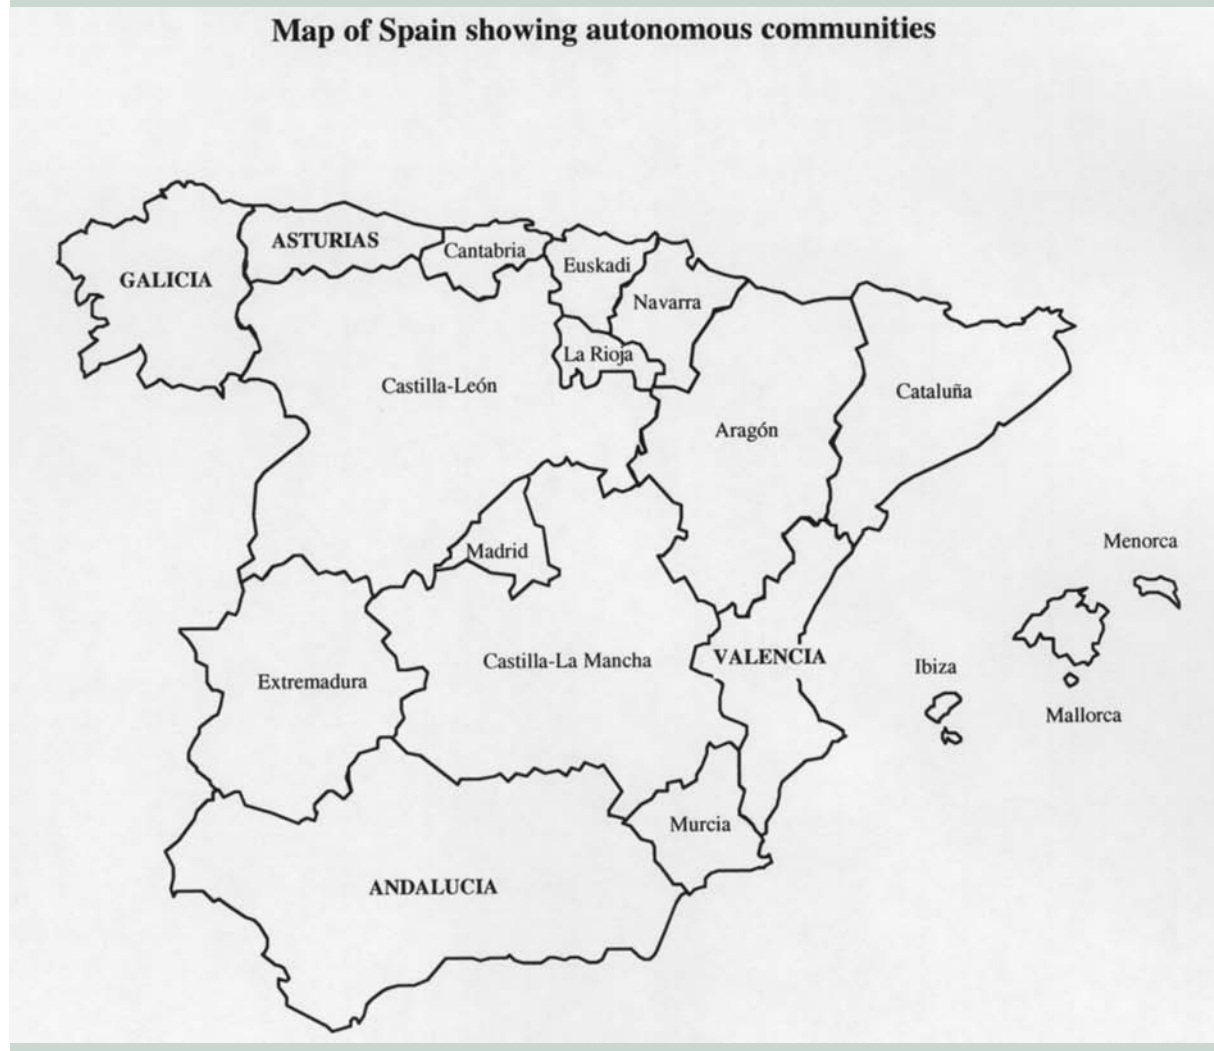 Map of Spain showing autonomous communities
ASTURIAS
Cantabria
Euskadi
GALICIA
Navarra
La Rioja
Castilla-León
Cataluña
Aragón
Menorca
Madrid
VALENCIA
Castilla-La Mancha
Ibiza
Extremadura
Mallorca
Murcia
ANDALUCIA